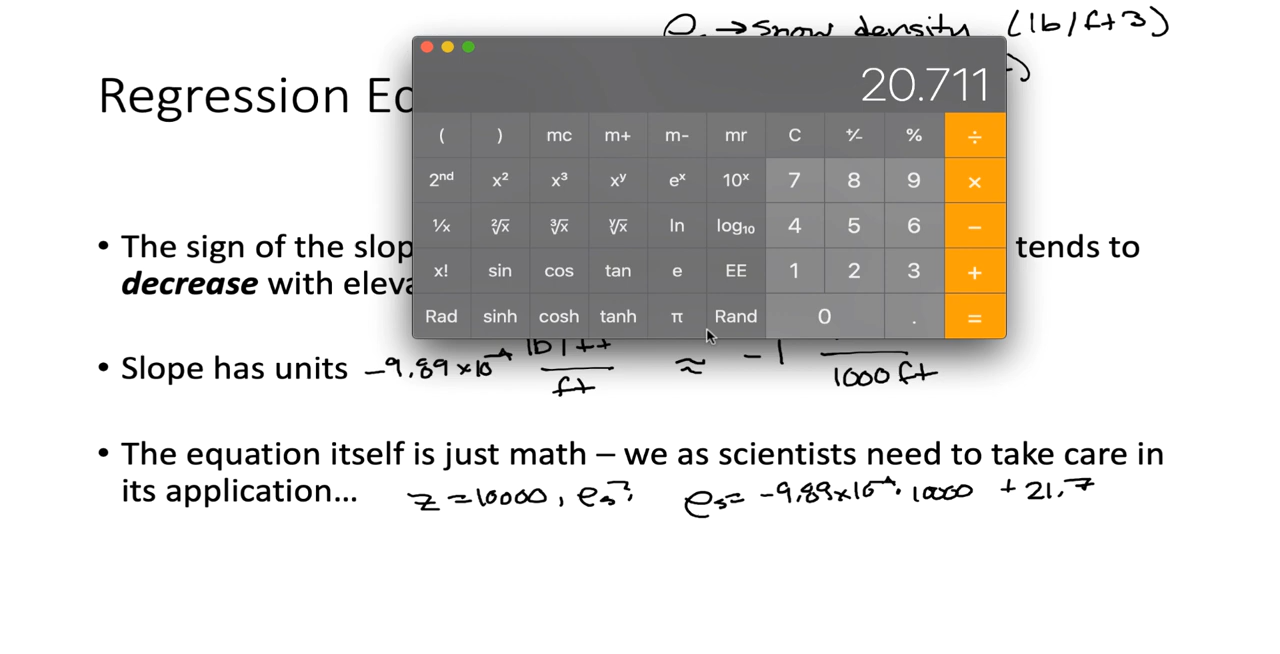 ρs → snow density (lb/ft3)
Regression Eq
20.711
( ) mc m+ m- mr C +/- % ÷
2nd x² x³ xʸ eˣ 10ˣ 7 8 9 ×
1/x ²√x ³√x ʸ√x ln log₁₀ 4 5 6 −
x! sin cos tan e EE 1 2 3 +
Rad sinh cosh tanh π Rand 0 . =
• The sign of the slop tends to
decrease with eleva
• Slope has units -9.89×10⁻⁴ lb/ft / ft ≈ -1 / 1000 ft
• The equation itself is just math – we as scientists need to take care in
its application... z = 10000, ρs? ρs = -9.89×10⁻⁴ · 10000 + 21.7